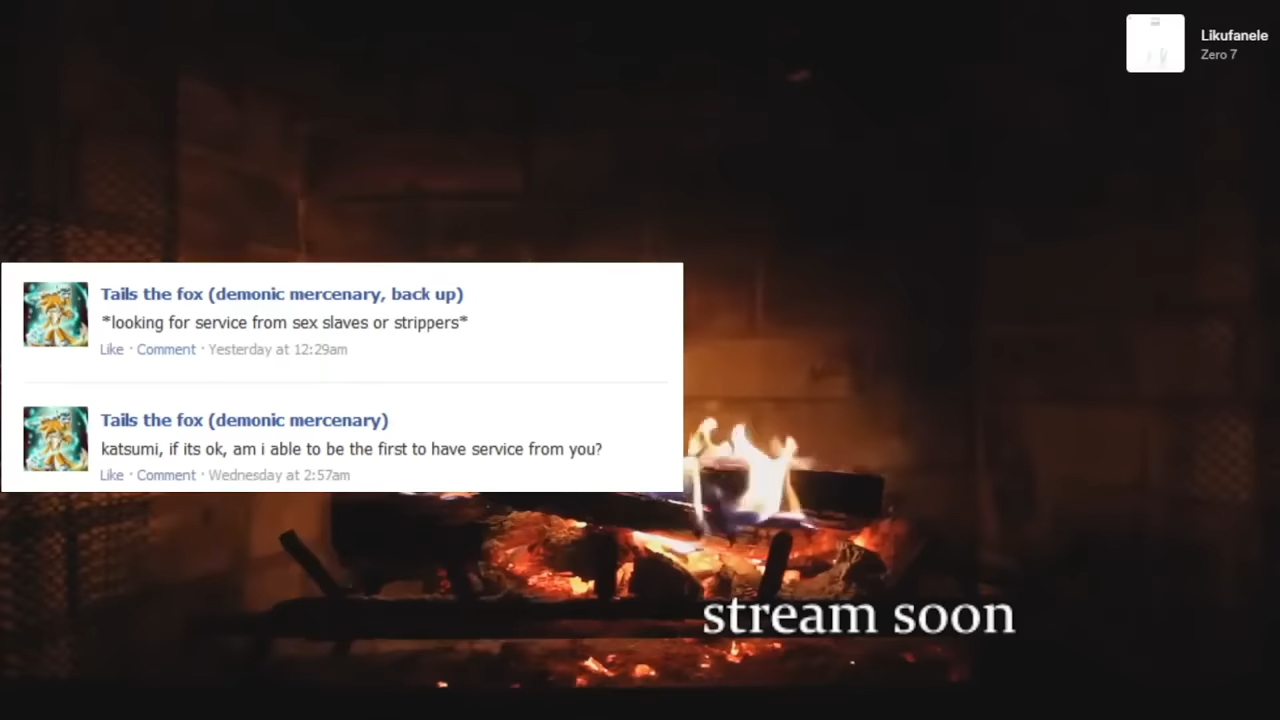 Likufanele
Zero 7
Tails the fox (demonic mercenary, back up)
*looking for service from sex slaves or strippers*
Like · Comment · Yesterday at 12:29am
Tails the fox (demonic mercenary)
katsumi, if its ok, am i able to be the first to have service from you?
Like · Comment · Wednesday at 2:57am
stream soon